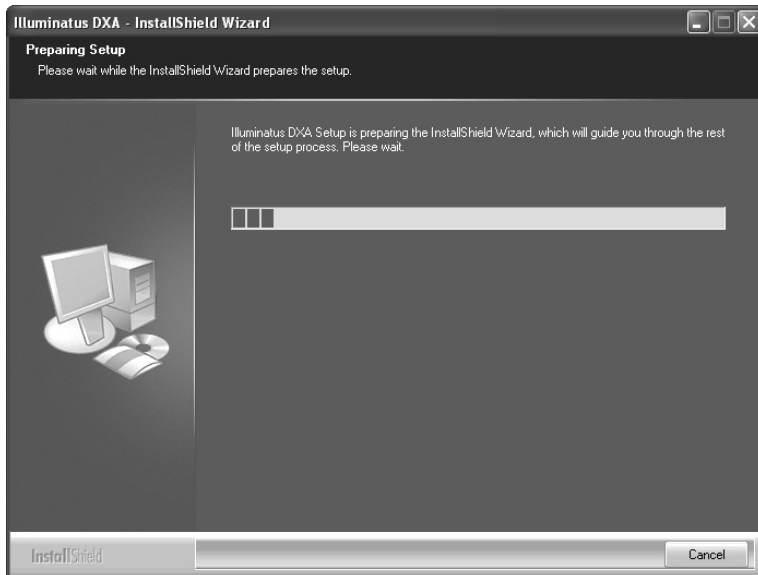 Illuminatus DXA - InstallShield Wizard
Preparing Setup
Please wait while the InstallShield Wizard prepares the setup.
Illuminatus DXA Setup is preparing the InstallShield Wizard, which will guide you through the rest
of the setup process. Please wait.
InstallShield
Cancel